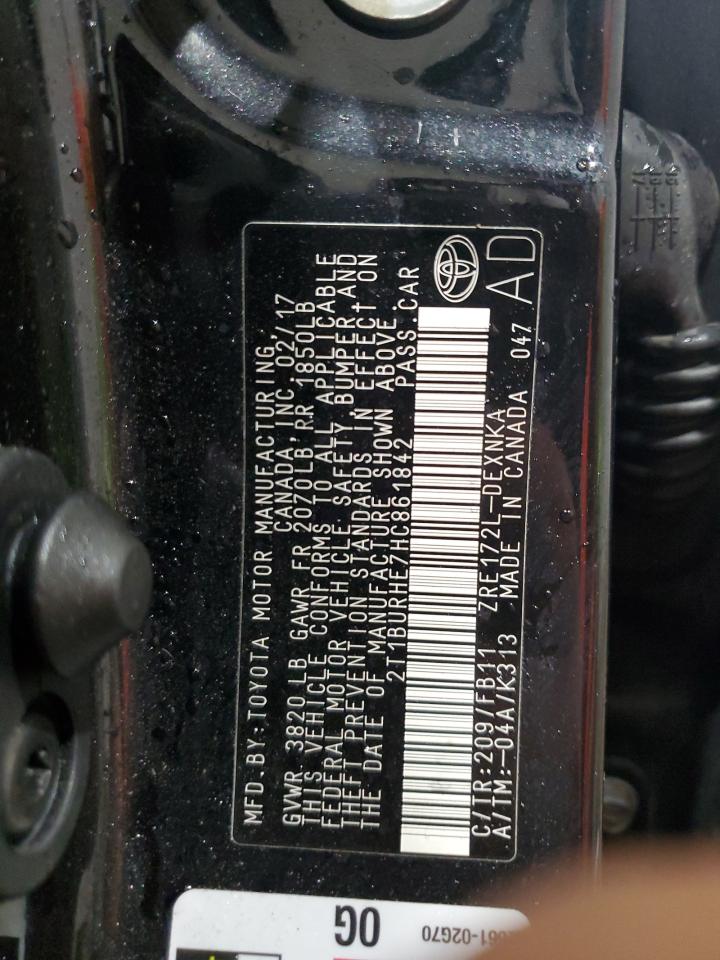 MFD.BY:TOYOTA MOTOR MANUFACTURING,
CANADA, INC. 02/17
GVWR 3820 LB GAWR FR 2070LB, RR 1850LB
THIS VEHICLE CONFORMS TO ALL APPLICABLE
FEDERAL MOTOR VEHICLE SAFETY, BUMPER AND
THEFT PREVENTION STANDARDS IN EFFECT ON
THE DATE OF MANUFACTURE SHOWN ABOVE
2T1BURHE7HC861842 PASS.CAR
C/TR:209/FB11 ZRE172L-DEXNKA
A/TM:-04A/K313 MADE IN CANADA 047
AD
0G